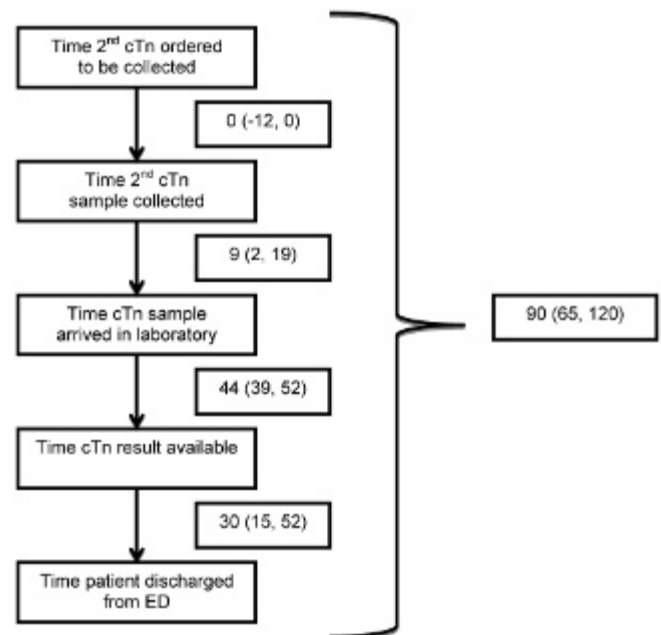 Time 2nd cTn ordered
to be collected
0 (-12, 0)
Time 2nd cTn
sample collected
9 (2, 19)
Time cTn sample
arrived in laboratory
90 (65, 120)
44 (39, 52)
Time cTn result available
30 (15, 52)
Time patient discharged
from ED